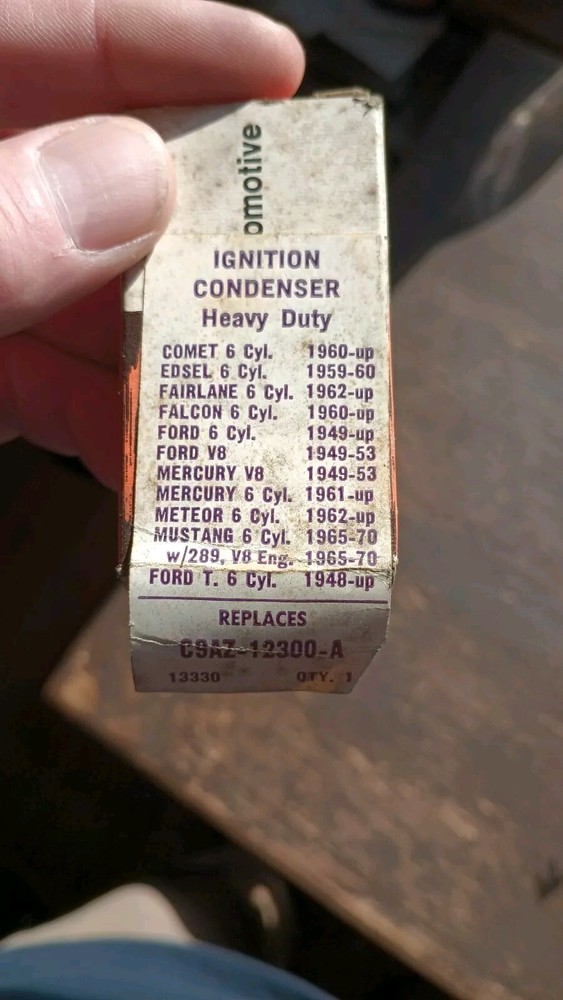 omotive
IGNITION
CONDENSER
Heavy Duty
COMET 6 Cyl. 1960-up
EDSEL 6 Cyl. 1959-60
FAIRLANE 6 Cyl. 1962-up
FALCON 6 Cyl. 1960-up
FORD 6 Cyl. 1949-up
FORD V8 1949-53
MERCURY V8 1949-53
MERCURY 6 Cyl. 1961-up
METEOR 6 Cyl. 1962-up
MUSTANG 6 Cyl. 1965-70
w/289, V8 Eng. 1965-70
FORD T. 6 Cyl. 1948-up
REPLACES
C9AZ-12300-A
13330 QTY. 1